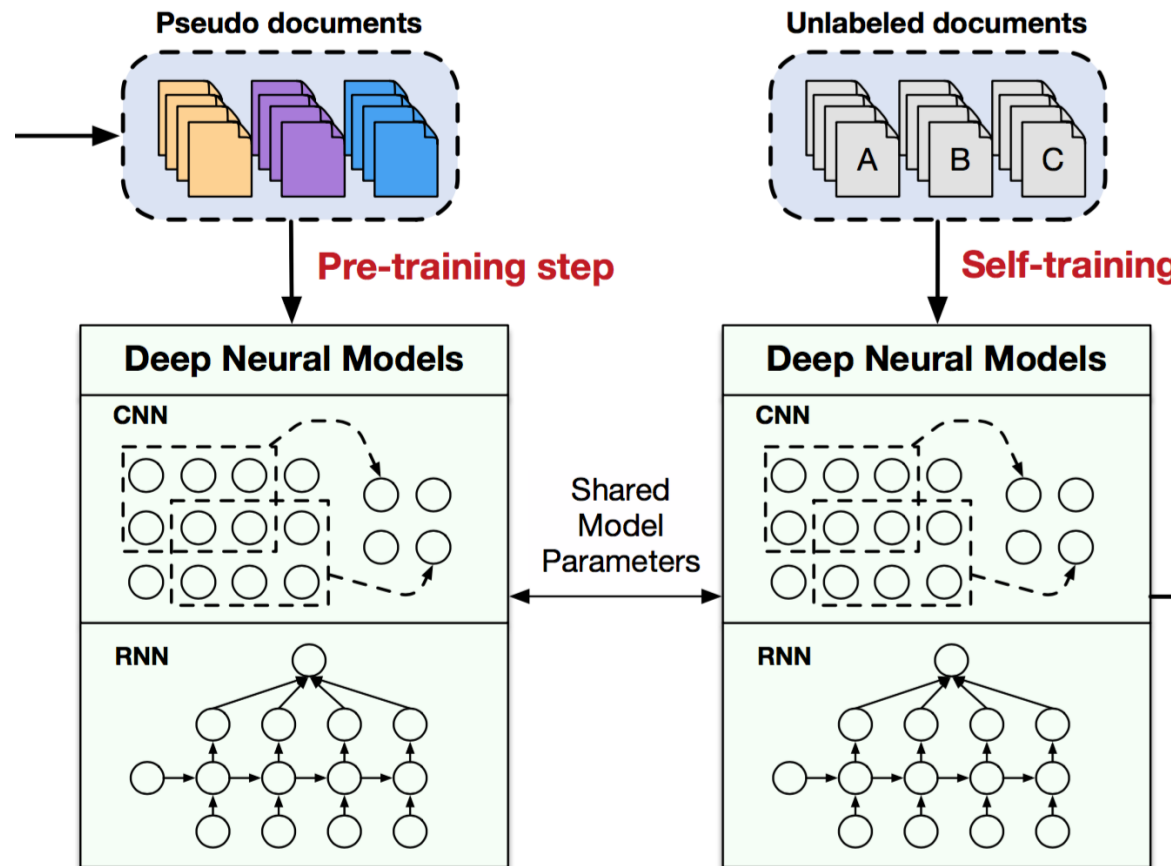 Pseudo documents
Unlabeled documents
A
B
C
Pre-training step
Self-training
Deep Neural Models
Deep Neural Models
CNN
CNN
Shared
Model
Parameters
RNN
RNN